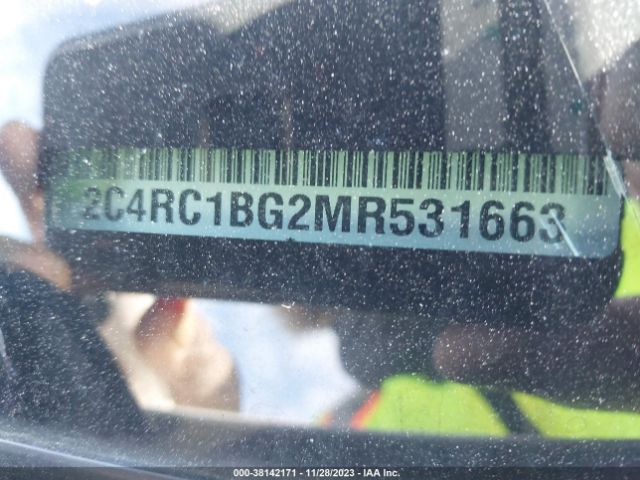 2C4RC1BG2MR531663
000-38142171 - 11/28/2023 - IAA Inc.